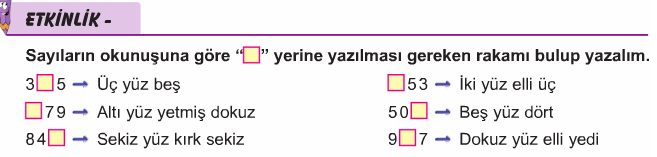 ETKİNLİK -
Sayıların okunuşuna göre “□” yerine yazılması gereken rakamı bulup yazalım.
3□5 → Üç yüz beş □53 → İki yüz elli üç
□79 → Altı yüz yetmiş dokuz 50□ → Beş yüz dört
84□ → Sekiz yüz kırk sekiz 9□7 → Dokuz yüz elli yedi